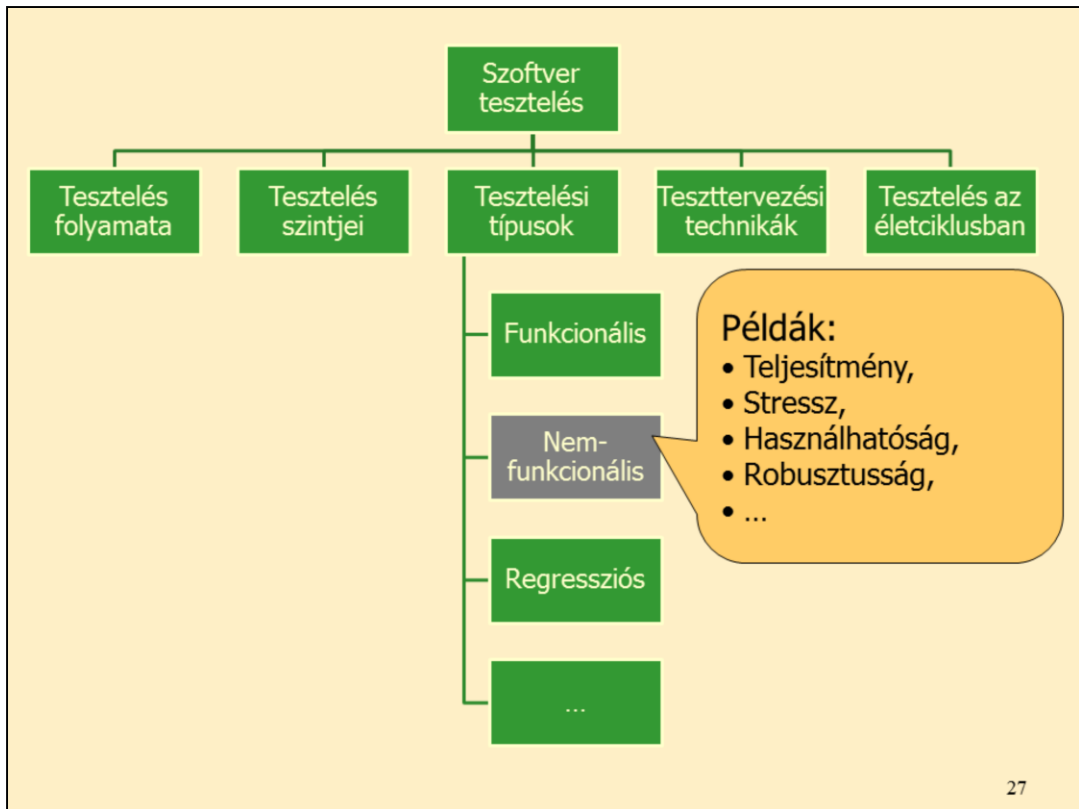 Szoftver
tesztelés
Tesztelés
folyamata
Tesztelés
szintjei
Tesztelési
típusok
Teszttervezési
technikák
Tesztelés az
életciklusban
Funkcionális
Nem-
funkcionális
Regressziós
...
Példák:
• Teljesítmény,
• Stressz,
• Használhatóság,
• Robusztusság,
• ...
27